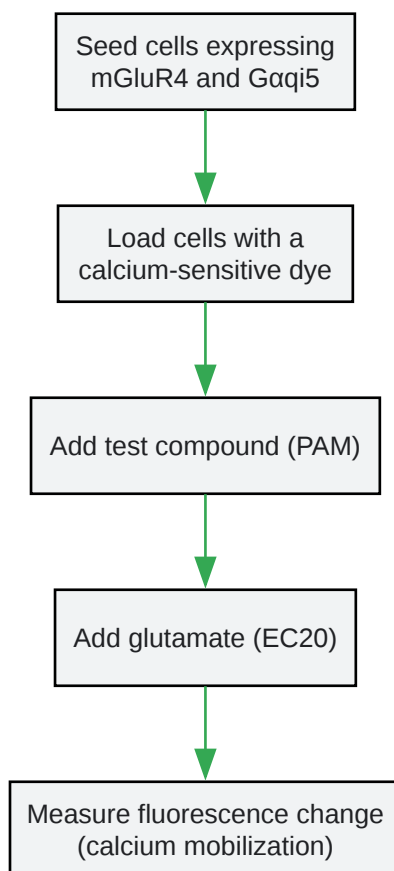 Seed cells expressing
mGluR4 and Gαqi5
Load cells with a
calcium-sensitive dye
Add test compound (PAM)
Add glutamate (EC20)
Measure fluorescence change
(calcium mobilization)